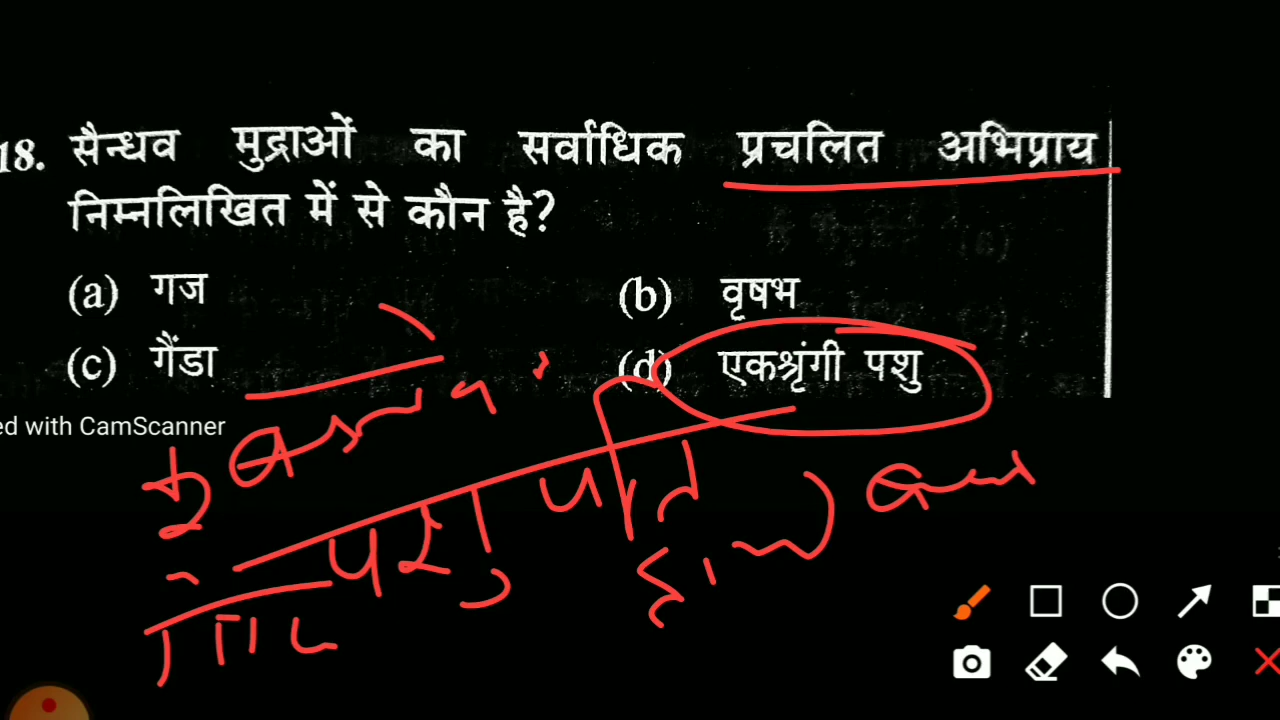 18. सैन्धव मुद्राओं का सर्वाधिक प्रचलित अभिप्राय
निम्नलिखित में से कौन है?
(a) गज (b) वृषभ
(c) गैंडा (d) एकश्रृंगी पशु
ed with CamScanner
पशुपति